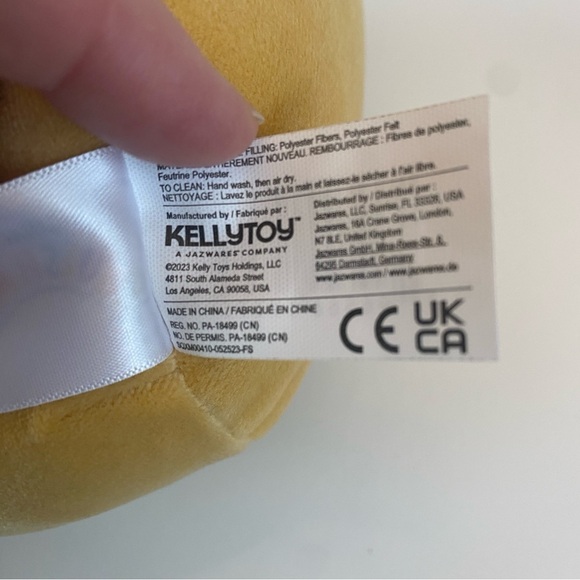 FILLING: Polyester Fibers, Polyester Felt
NOUVEAU. REMBOURRAGE : Fibres de polyester,
Feutrine Polyester.
TO CLEAN: Hand wash, then air dry.
NETTOYAGE : Lavez le produit à la main et laissez-le sécher à l'air libre.
Manufactured by / Fabriqué par :
KELLYTOY™
A JAZWARES® COMPANY
©2023 Kelly Toys Holdings, LLC
4811 South Alameda Street
Los Angeles, CA 90058, USA
Distributed by / Distribué par :
Jazwares, LLC, Sunrise, FL 33326, USA
Jazwares, 16A Crane Grove, London,
N7 8LE, United Kingdom
Jazwares GmbH,
64295 Darmstadt, Germany
www.jazwares.com / www.jazwares.de
MADE IN CHINA / FABRIQUÉ EN CHINE
REG. NO. PA-18499 (CN)
NO. DE PERMIS. PA-18499 (CN)
CE
UK
CA